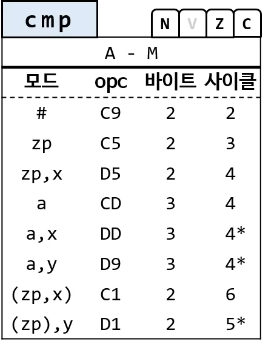 cmp N V Z C
A - M
모드 opc 바이트 사이클
# C9 2 2
zp C5 2 3
zp,x D5 2 4
a CD 3 4
a,x DD 3 4*
a,y D9 3 4*
(zp,x) C1 2 6
(zp),y D1 2 5*